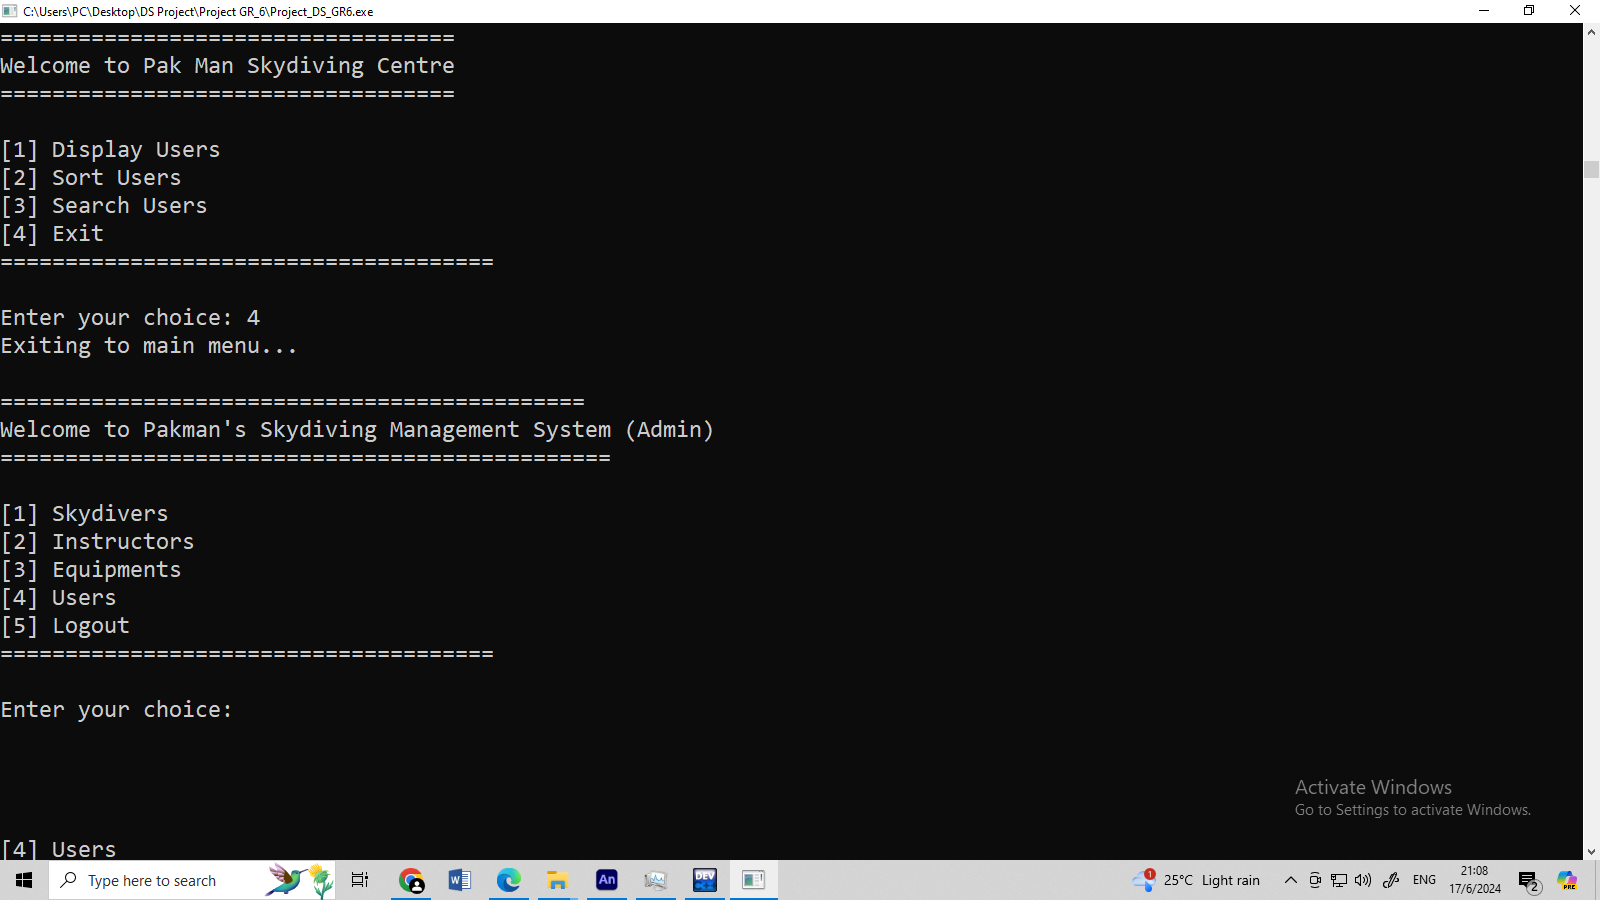 C:\Users\PC\Desktop\DS Project\Project GR_6\Project_DS_GR6.exe
===================================
Welcome to Pak Man Skydiving Centre
===================================
[1] Display Users
[2] Sort Users
[3] Search Users
[4] Exit
======================================
Enter your choice: 4
Exiting to main menu...
=============================================
Welcome to Pakman's Skydiving Management System (Admin)
===============================================
[1] Skydivers
[2] Instructors
[3] Equipments
[4] Users
[5] Logout
======================================
Enter your choice:
Activate Windows
Go to Settings to activate Windows.
[4] Users
Type here to search
W
An
DEV
1
25°C Light rain
ENG
21:08
17/6/2024
2
PRE